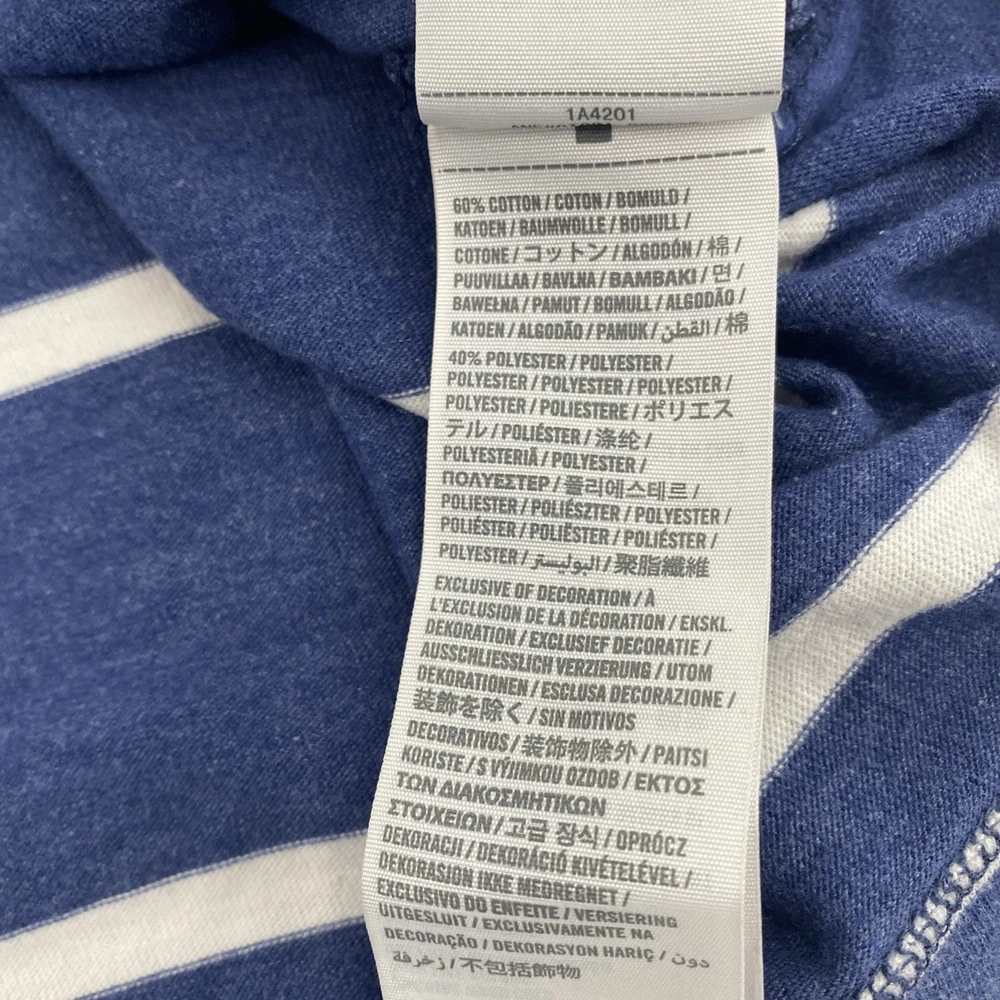 1A4201
60% COTTON / COTON / BOMULD /
KATOEN / BAUMWOLLE / BOMULL /
COTONE / コットン / ALGODÓN / 棉 /
PUUVILLAA / BAVLNA / BAMBAKI / 면 /
BAWEŁNA / PAMUT / BOMULL / ALGODÃO /
KATOEN / ALGODÃO / PAMUK / القطن / 棉
40% POLYESTER / POLYESTER /
POLYESTER / POLYESTER / POLYESTER /
POLYESTER / POLIESTERE / ポリエス
テル / POLIÉSTER / 涤纶 /
POLYESTERIÄ / POLYESTER /
ΠΟΛΥΕΣΤΕΡ / 폴리에스테르 /
POLIESTER / POLIÉSZTER / POLYESTER /
POLIÉSTER / POLIËSTER / POLIÉSTER /
POLYESTER / البوليستر / 聚脂纖維
EXCLUSIVE OF DECORATION / À
L'EXCLUSION DE LA DÉCORATION / EKSKL.
DEKORATION / EXCLUSIEF DECORATIE /
AUSSCHLIESSLICH VERZIERUNG / UTOM
DEKORATIONEN / ESCLUSA DECORAZIONE /
装飾を除く / SIN MOTIVOS
DECORATIVOS / 装饰物除外 / PAITSI
KORISTE / S VÝJIMKOU OZDOB / ΕΚΤΟΣ
ΤΩΝ ΔΙΑΚΟΣΜΗΤΙΚΩΝ
ΣΤΟΙΧΕΙΩΝ / 고급 장식 / OPRÓCZ
DEKORACJI / DEKORÁCIÓ KIVÉTELÉVEL /
DEKORASJON IKKE MEDREGNET /
EXCLUSIVO DO ENFEITE / VERSIERING
UITGESLUIT / EXCLUSIVAMENTE NA
DECORAÇÃO / DEKORASYON HARIÇ / دون
زخرفة / 不包括飾物